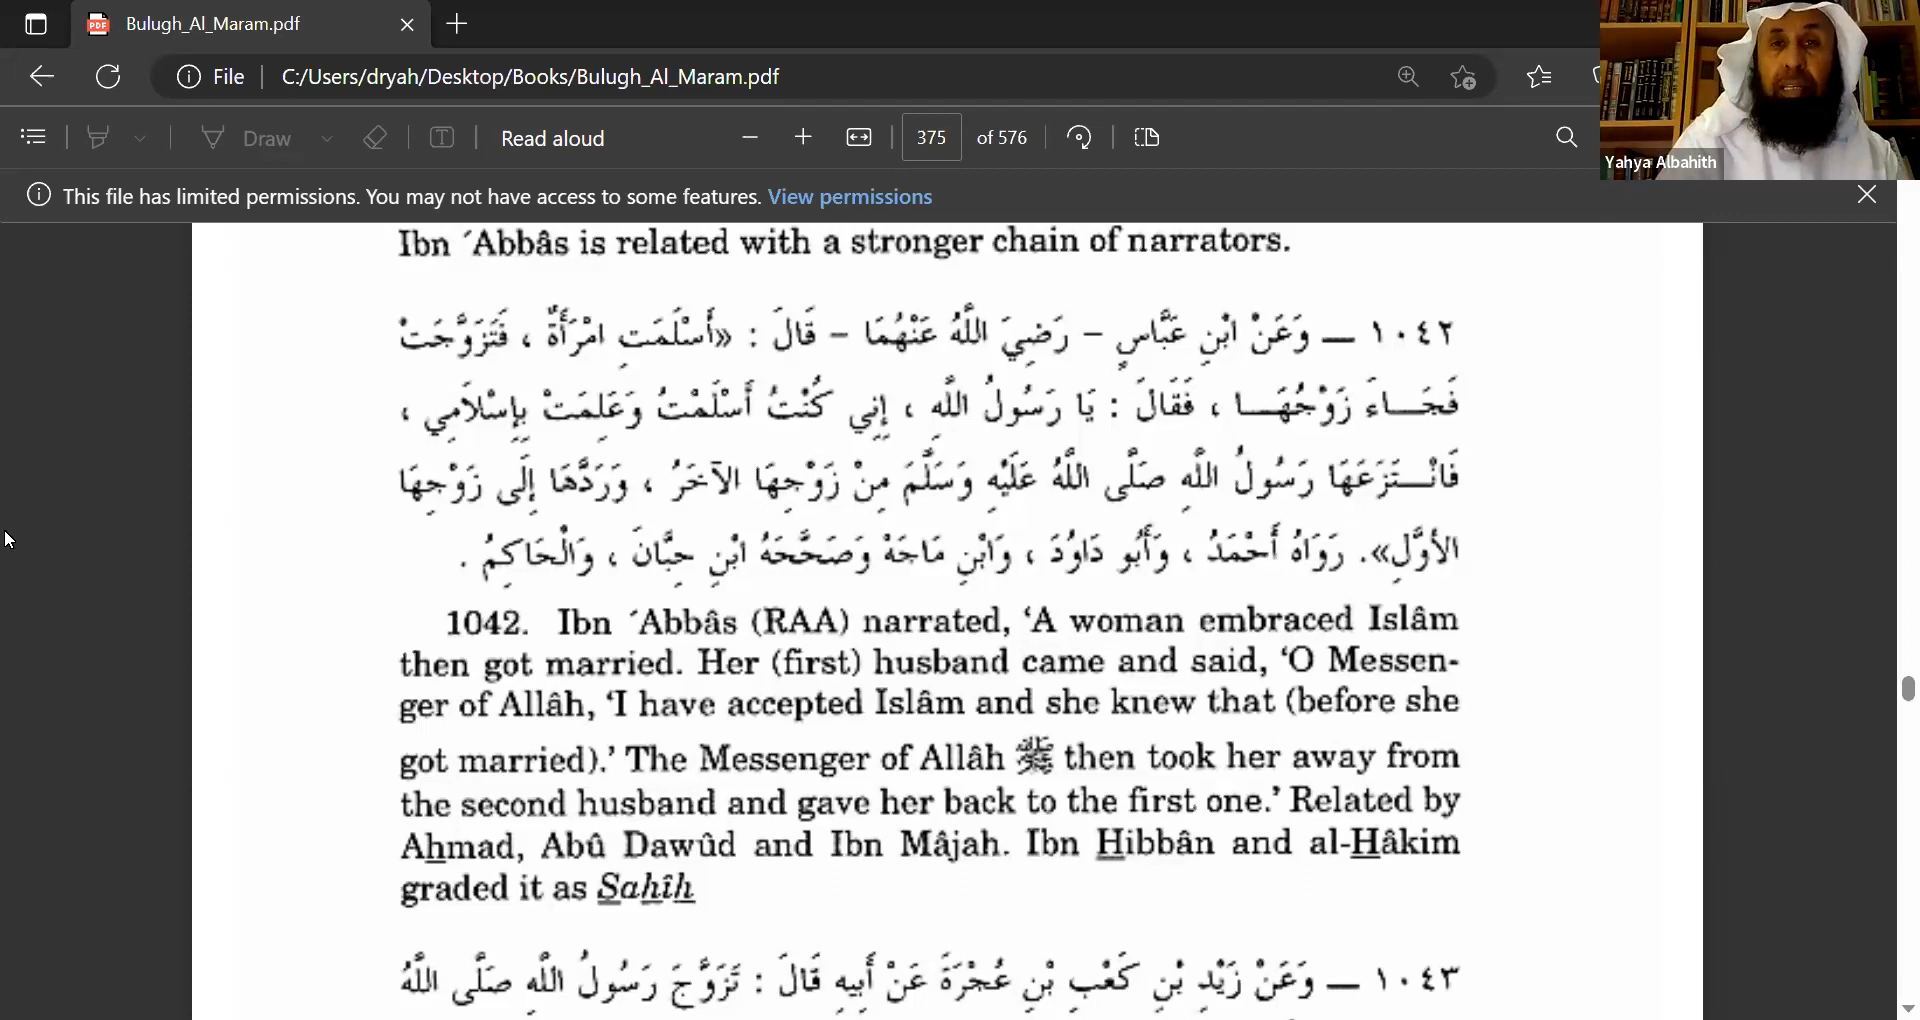 Bulugh_Al_Maram.pdf
File
C:/Users/dryah/Desktop/Books/Bulugh_Al_Maram.pdf
Draw
Read aloud
375 of 576
Yahya Albahith
This file has limited permissions. You may not have access to some features. View permissions
Ibn ´Abbâs is related with a stronger chain of narrators.
١٠٤٢ — وَعَنْ ابْنِ عَبَّاسٍ – رَضِيَ اللَّهُ عَنْهُمَا – قَالَ : «أَسْلَمَتِ امْرَأَةٌ ، فَتَزَوَّجَتْ
فَجَـــاءَ زَوْجُهَـــا ، فَقَالَ : يَا رَسُولُ اللَّهِ ، إِنِي كُنْتُ أَسْلَمْتُ وَعَلِمَتْ بِإِسْلاَمِي ،
فَانْـــتَزَعَهَا رَسُولُ اللَّهِ صَلَّى اللَّهُ عَلَيْهِ وَسَلَّمَ مِنْ زَوْجِهَا الآخَرُ ، وَرَدَّهَا إِلَى زَوْجِهَا
الأوَّلِ». رَوَاهُ أَحْمَدُ ، وَأَبُو دَاوُدَ ، وَابْنِ مَاجَهْ وَصَحَّحَهُ ابْنِ حِبَّانَ ، وَالْحَاكِمُ .
1042. Ibn ´Abbâs (RAA) narrated, ‘A woman embraced Islâm
then got married. Her (first) husband came and said, ‘O Messen-
ger of Allâh, ‘I have accepted Islâm and she knew that (before she
got married).’ The Messenger of Allâh ﷺ then took her away from
the second husband and gave her back to the first one.’ Related by
Ahmad, Abû Dawûd and Ibn Mâjah. Ibn Hibbân and al-Hâkim
graded it as Sahîh
١٠٤٣ — وَعَنْ زَيْدِ بْنِ كَعْبِ بْنِ عُجْرَةَ عَنْ أَبِيهِ قَالَ : تَزَوَّجَ رَسُولُ اللَّهِ صَلَّى اللَّهُ